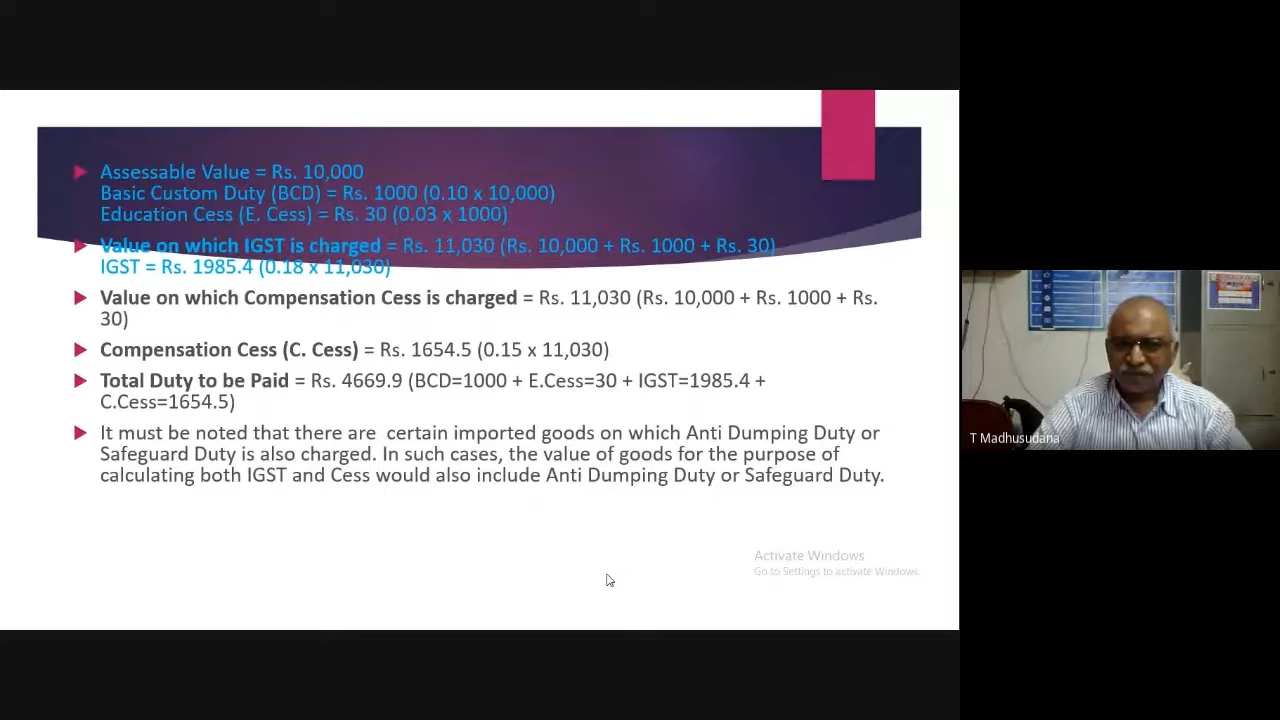 Assessable Value = Rs. 10,000
Basic Custom Duty (BCD) = Rs. 1000 (0.10 x 10,000)
Education Cess (E. Cess) = Rs. 30 (0.03 x 1000)
Value on which IGST is charged = Rs. 11,030 (Rs. 10,000 + Rs. 1000 + Rs. 30)
IGST = Rs. 1985.4 (0.18 x 11,030)
Value on which Compensation Cess is charged = Rs. 11,030 (Rs. 10,000 + Rs. 1000 + Rs.
30)
Compensation Cess (C. Cess) = Rs. 1654.5 (0.15 x 11,030)
Total Duty to be Paid = Rs. 4669.9 (BCD=1000 + E.Cess=30 + IGST=1985.4 +
C.Cess=1654.5)
It must be noted that there are certain imported goods on which Anti Dumping Duty or
Safeguard Duty is also charged. In such cases, the value of goods for the purpose of
calculating both IGST and Cess would also include Anti Dumping Duty or Safeguard Duty.
Activate Windows
Go to Settings to activate Windows.
T Madhusudana